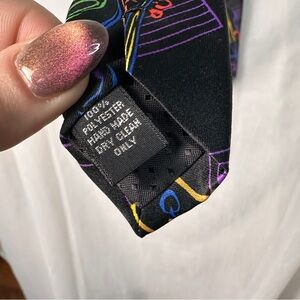 100%
POLYESTER
HAND MADE
DRY CLEAN
ONLY